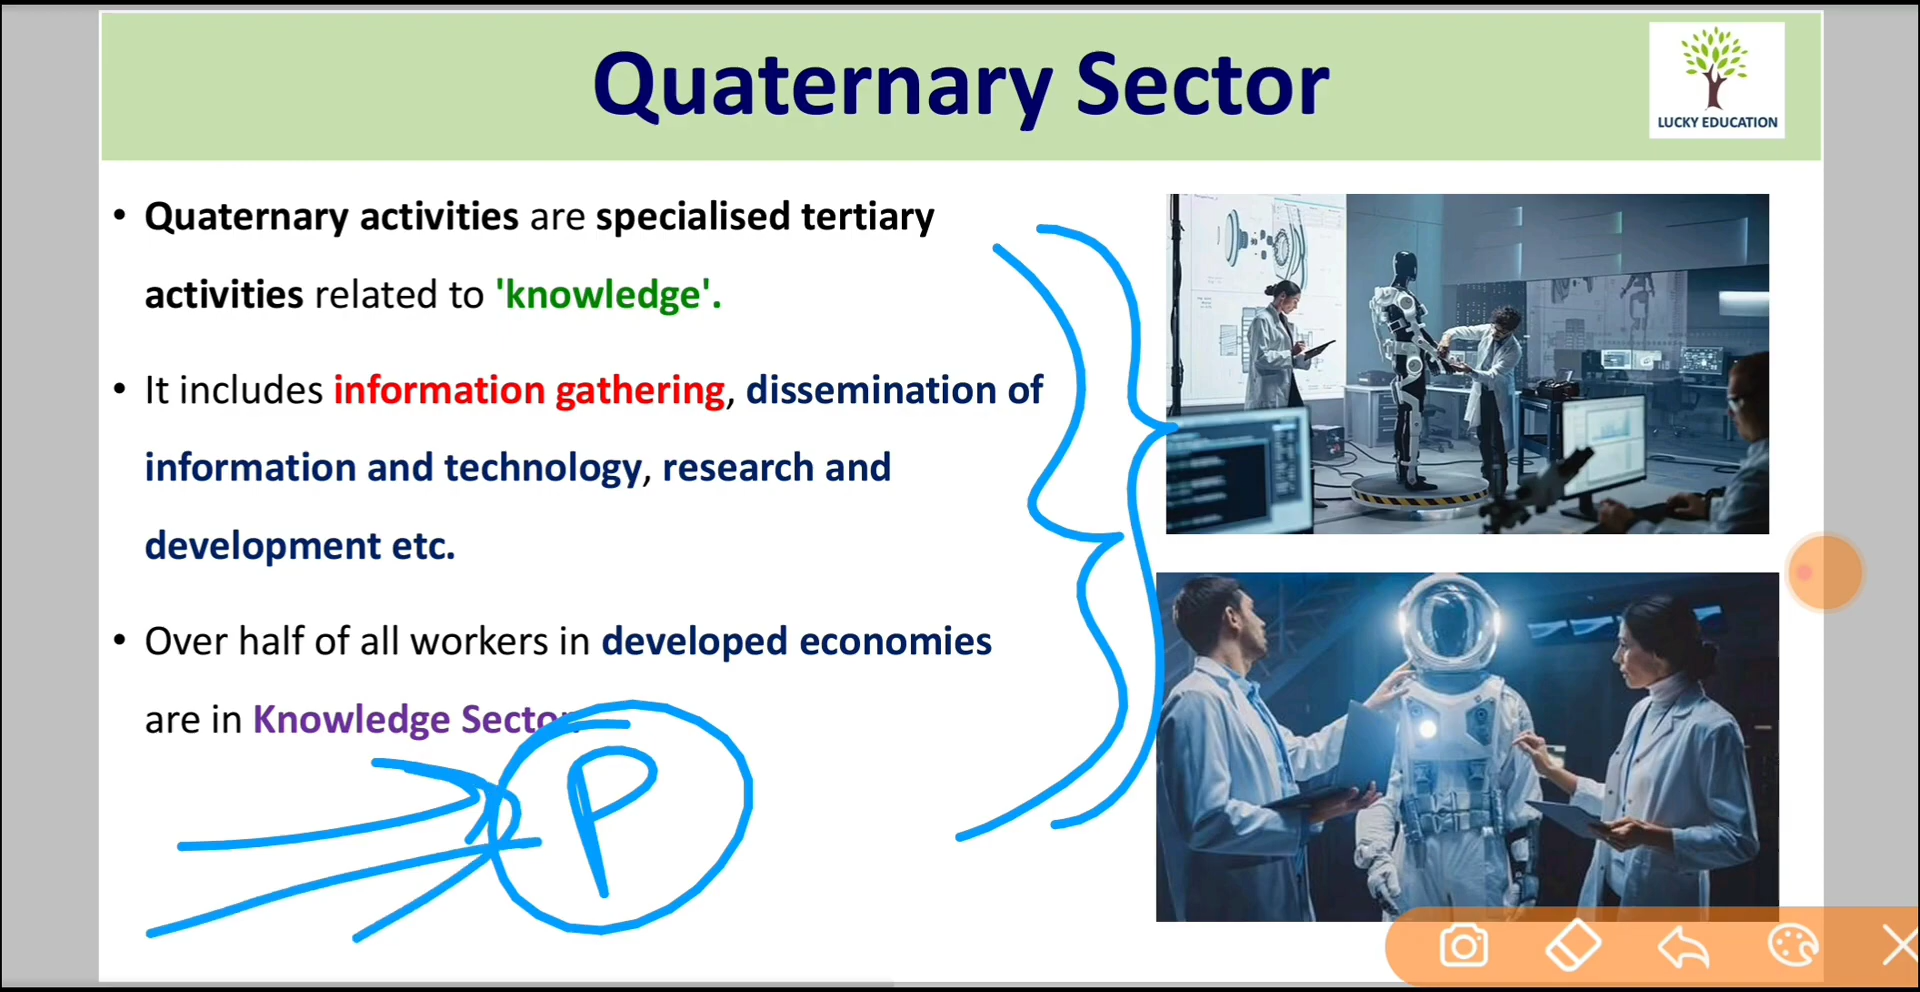 Quaternary Sector
LUCKY EDUCATION
• Quaternary activities are specialised tertiary
activities related to 'knowledge'.
• It includes information gathering, dissemination of
information and technology, research and
development etc.
• Over half of all workers in developed economies
are in Knowledge Sector.
P